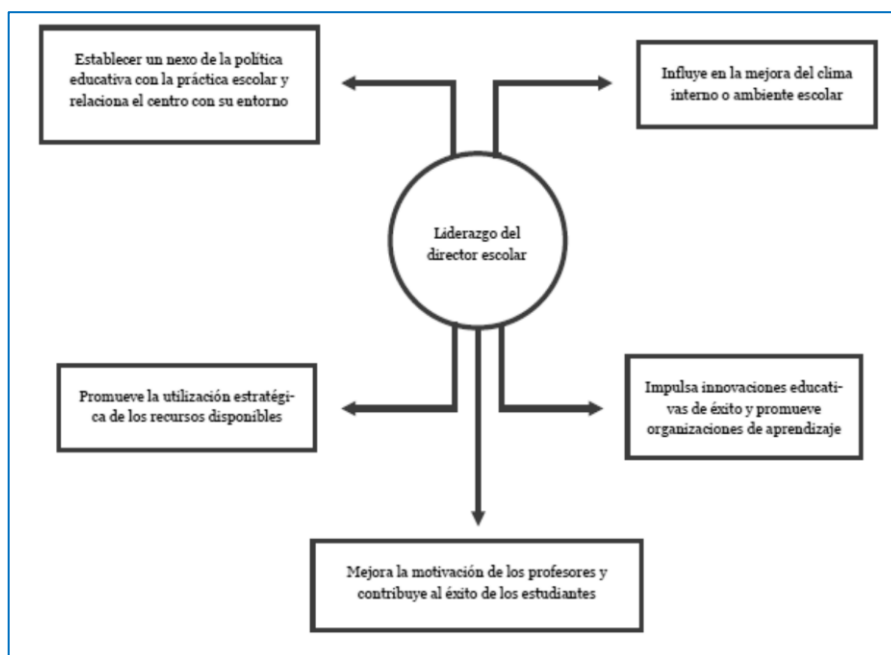 Establecer un nexo de la política
educativa con la práctica escolar y
relaciona el centro con su entorno
Influye en la mejora del clima
interno o ambiente escolar
Liderazgo del
director escolar
Promueve la utilización estratégi-
ca de los recursos disponibles
Impulsa innovaciones educati-
vas de éxito y promueve
organizaciones de aprendizaje
Mejora la motivación de los profesores y
contribuye al éxito de los estudiantes